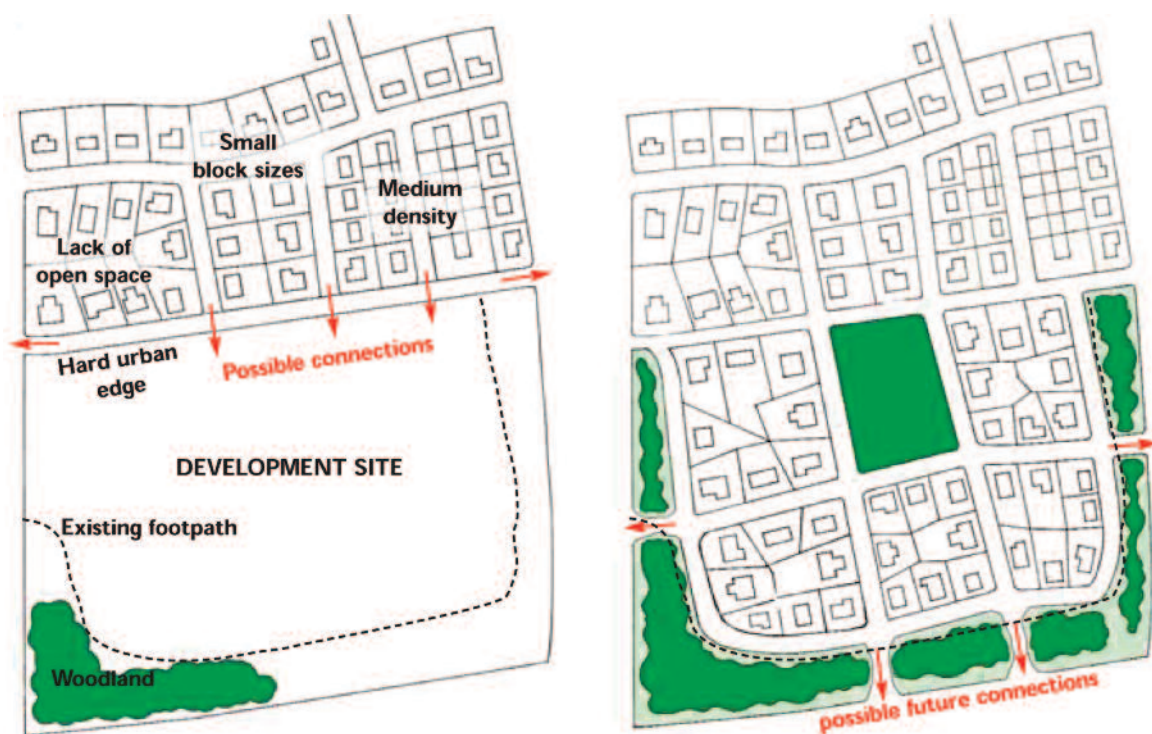 Small
block sizes
Medium
density
Lack of
open space
Hard urban
edge
Possible connections
DEVELOPMENT SITE
Existing footpath
Woodland
possible future connections